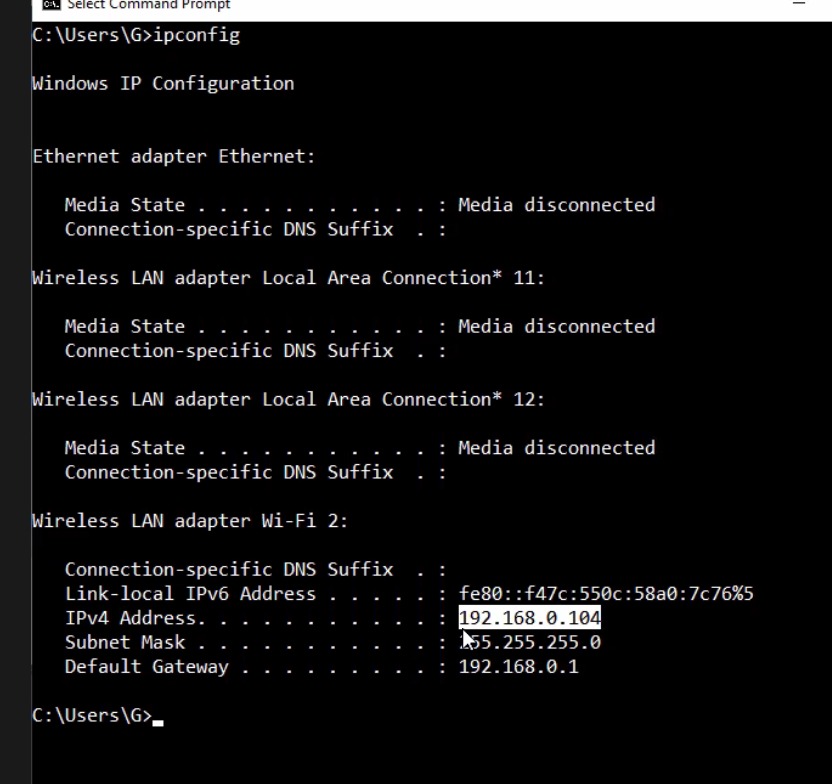 Select Command Prompt
C:\Users\G>ipconfig
Windows IP Configuration
Ethernet adapter Ethernet:
Media State . . . . . . . . . . . : Media disconnected
Connection-specific DNS Suffix  . :
Wireless LAN adapter Local Area Connection* 11:
Media State . . . . . . . . . . . : Media disconnected
Connection-specific DNS Suffix  . :
Wireless LAN adapter Local Area Connection* 12:
Media State . . . . . . . . . . . : Media disconnected
Connection-specific DNS Suffix  . :
Wireless LAN adapter Wi-Fi 2:
Connection-specific DNS Suffix  . :
Link-local IPv6 Address . . . . . : fe80::f47c:550c:58a0:7c76%5
IPv4 Address. . . . . . . . . . . : 192.168.0.104
Subnet Mask . . . . . . . . . . . : 255.255.255.0
Default Gateway . . . . . . . . . : 192.168.0.1
C:\Users\G>